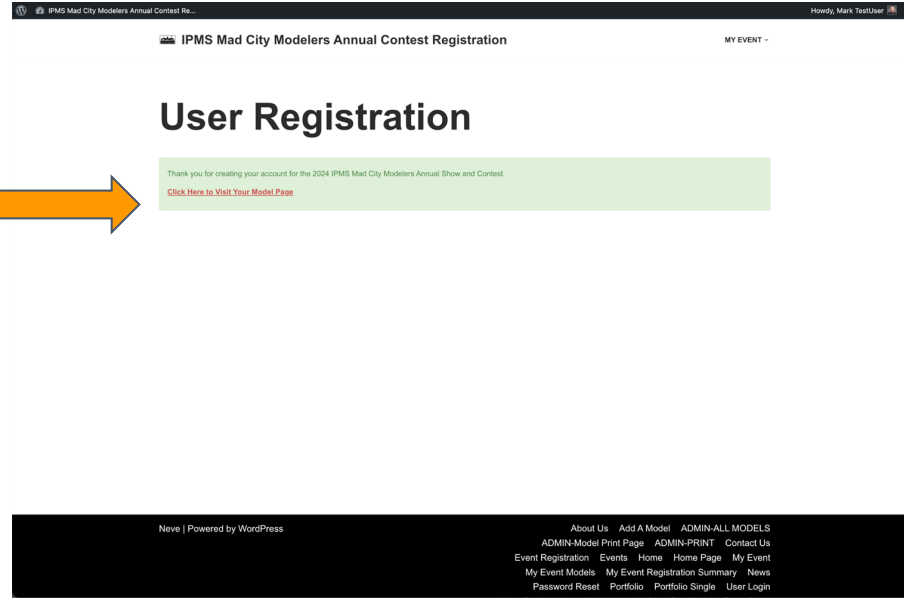 IPMS Mad City Modelers Annual Contest Re...
Howdy, Mark TestUser
IPMS Mad City Modelers Annual Contest Registration
MY EVENT
User Registration
Thank you for creating your account for the 2024 IPMS Mad City Modelers Annual Show and Contest.
Click Here to Visit Your Model Page
Neve | Powered by WordPress
About Us Add A Model ADMIN-ALL MODELS
ADMIN-Model Print Page ADMIN-PRINT Contact Us
Event Registration Events Home Home Page My Event
My Event Models My Event Registration Summary News
Password Reset Portfolio Portfolio Single User Login